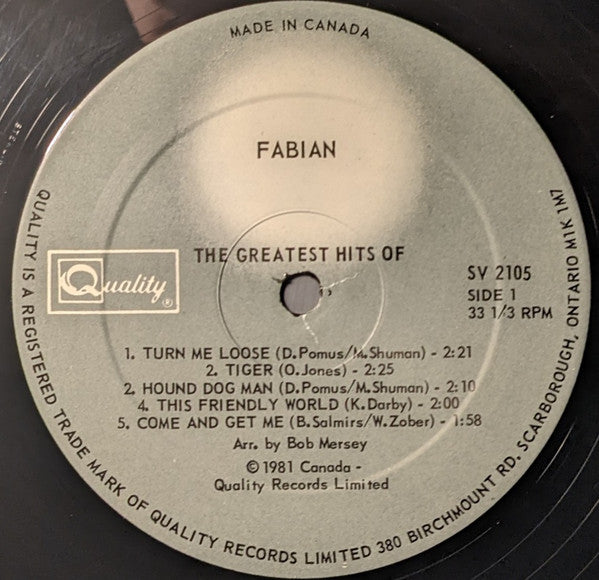 MADE IN CANADA
FABIAN
THE GREATEST HITS OF
Quality ®
SV 2105
SIDE 1
33 1/3 RPM
1. TURN ME LOOSE (D.Pomus/M.Shuman) - 2:21
2. TIGER (O.Jones) - 2:25
2. HOUND DOG MAN (D.Pomus/M.Shuman) - 2:10
4. THIS FRIENDLY WORLD (K.Darby) - 2:00
5. COME AND GET ME (B.Salmirs/W.Zober) - 1:58
Arr. by Bob Mersey
©1981 Canada -
Quality Records Limited
QUALITY IS A REGISTERED TRADE MARK OF QUALITY RECORDS LIMITED 380 BIRCHMOUNT RD. SCARBOROUGH, ONTARIO M1K 1M7